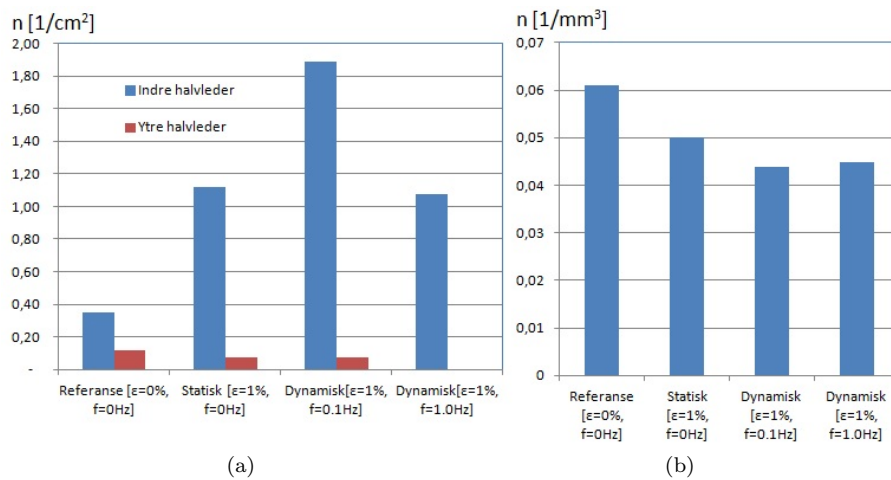 n [1/cm²]
2,00
1,80
1,60
1,40
1,20
1,00
0,80
0,60
0,40
0,20
-
Indre halvleder
Ytre halvleder
Referanse [ε=0%, f=0Hz]
Statisk [ε=1%, f=0Hz]
Dynamisk[ε=1%, f=0.1Hz]
Dynamisk[ε=1%, f=1.0Hz]
(a)
n [1/mm³]
0,07
0,06
0,05
0,04
0,03
0,02
0,01
0
Referanse
[ε=0%,
f=0Hz]
Statisk
[ε=1%,
f=0Hz]
Dynamisk
[ε=1%,
f=0.1Hz]
Dynamisk
[ε=1%,
f=1.0Hz]
(b)